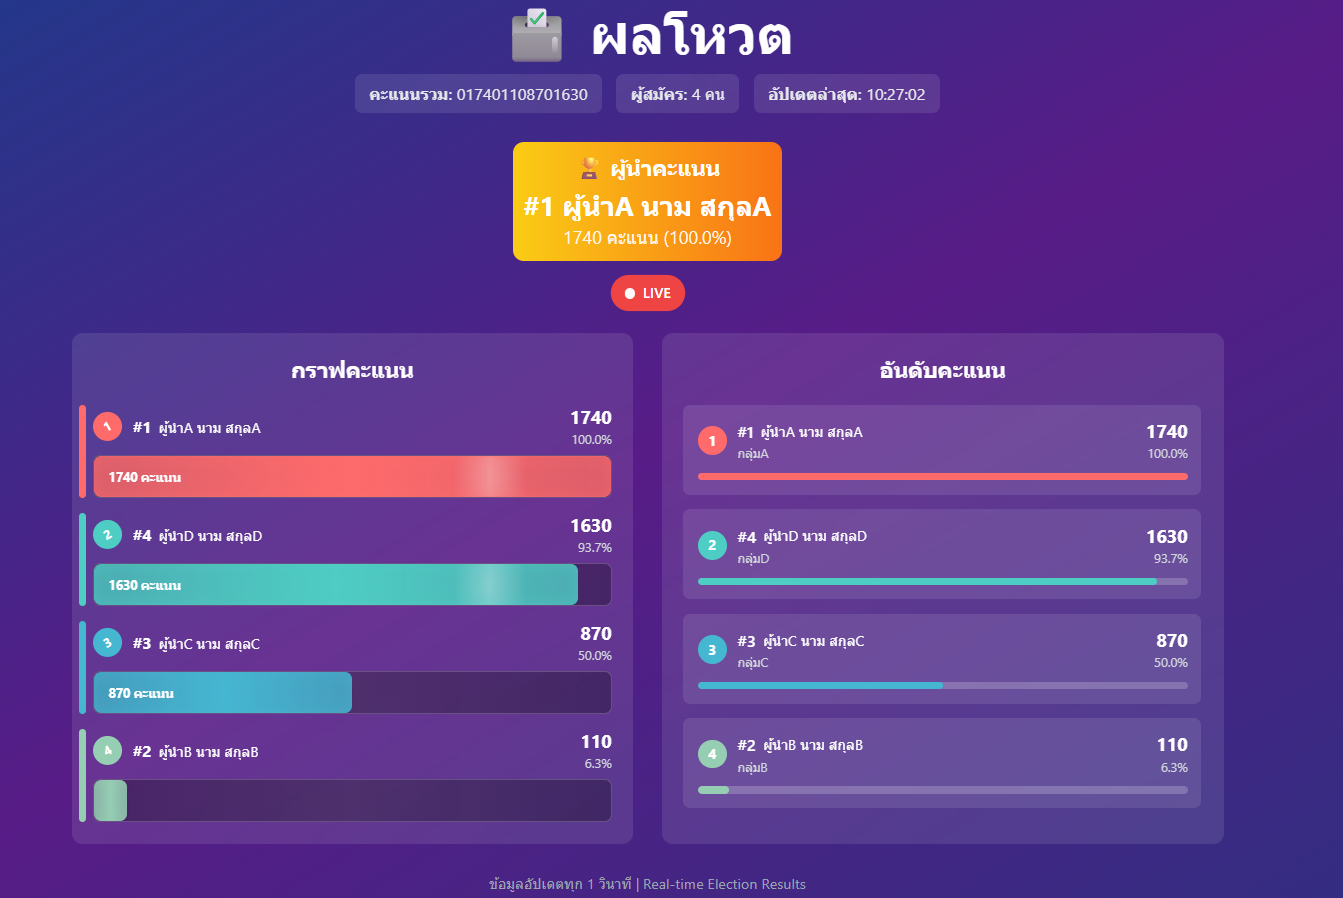 ผลโหวต
คะแนนรวม: 017401108701630
ผู้สมัคร: 4 คน
อัปเดตล่าสุด: 10:27:02
ผู้นำคะแนน
#1 ผู้นำA นาม สกุลA
1740 คะแนน (100.0%)
LIVE
กราฟคะแนน
1 #1 ผู้นำA นาม สกุลA 1740
100.0%
1740 คะแนน
2 #4 ผู้นำD นาม สกุลD 1630
93.7%
1630 คะแนน
3 #3 ผู้นำC นาม สกุลC 870
50.0%
870 คะแนน
4 #2 ผู้นำB นาม สกุลB 110
6.3%
อันดับคะแนน
1 #1 ผู้นำA นาม สกุลA 1740
กลุ่มA 100.0%
2 #4 ผู้นำD นาม สกุลD 1630
กลุ่มD 93.7%
3 #3 ผู้นำC นาม สกุลC 870
กลุ่มC 50.0%
4 #2 ผู้นำB นาม สกุลB 110
กลุ่มB 6.3%
ข้อมูลอัปเดตทุก 1 วินาที | Real-time Election Results